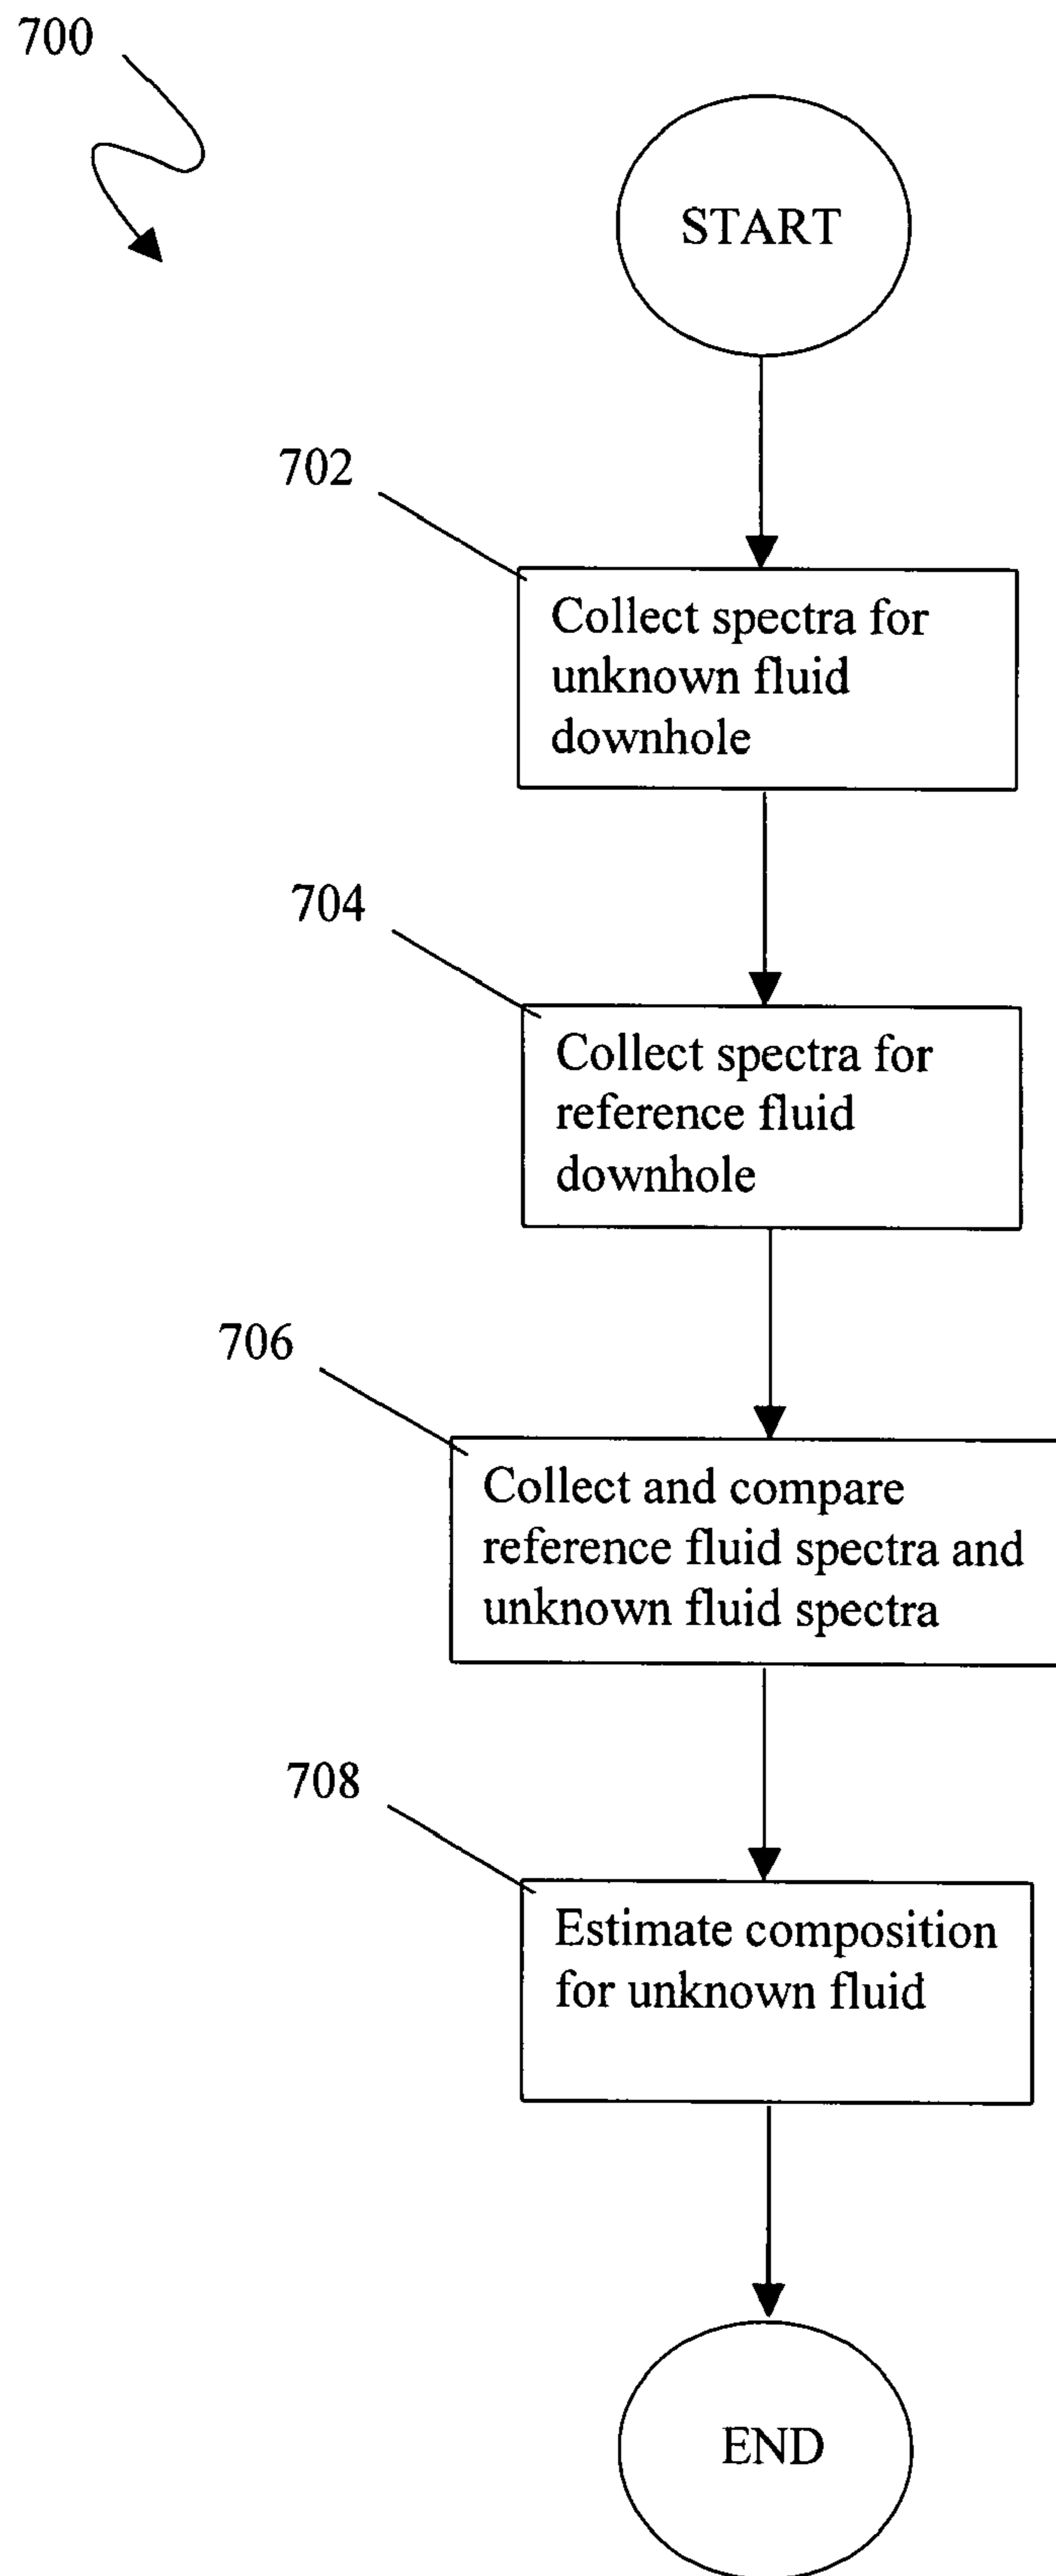 700
START
702
Collect spectra for
unknown fluid
downhole
704
Collect spectra for
reference fluid
downhole
706
Collect and compare
reference fluid spectra and
unknown fluid spectra
708
Estimate composition
for unknown fluid
END